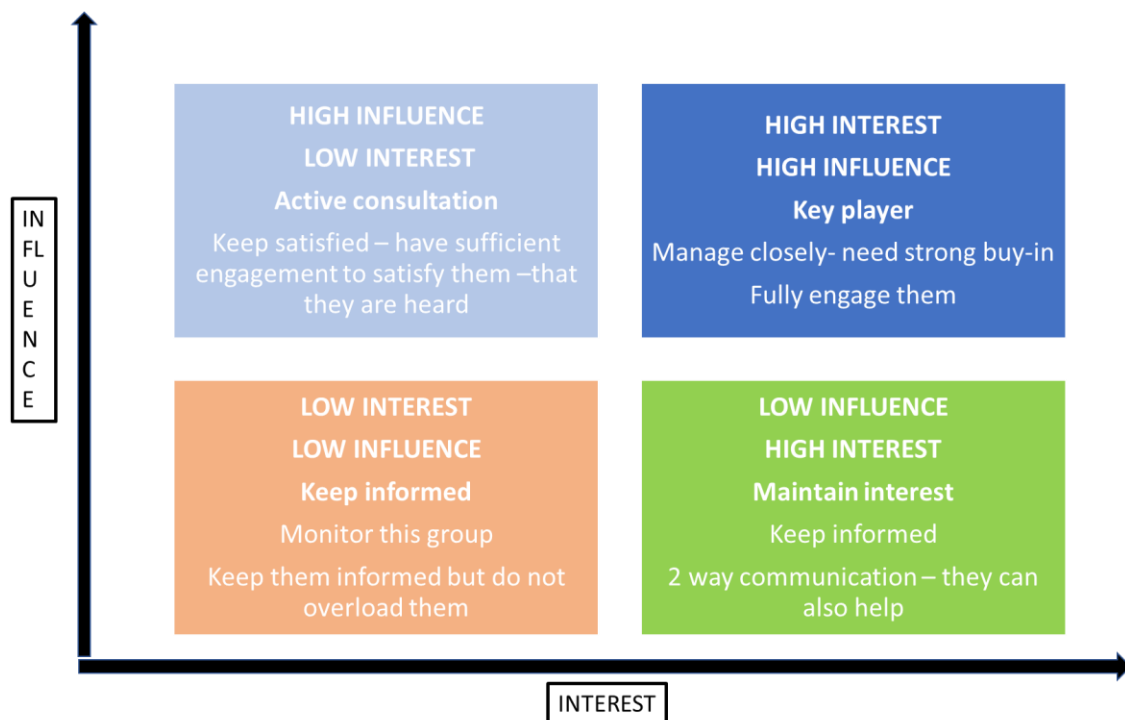 HIGH INFLUENCE
LOW INTEREST
Active consultation
Keep satisfied – have sufficient
engagement to satisfy them –that
they are heard
HIGH INTEREST
HIGH INFLUENCE
Key player
Manage closely- need strong buy-in
Fully engage them
IN
FL
U
E
N
C
E
LOW INTEREST
LOW INFLUENCE
Keep informed
Monitor this group
Keep them informed but do not
overload them
LOW INFLUENCE
HIGH INTEREST
Maintain interest
Keep informed
2 way communication – they can
also help
INTEREST